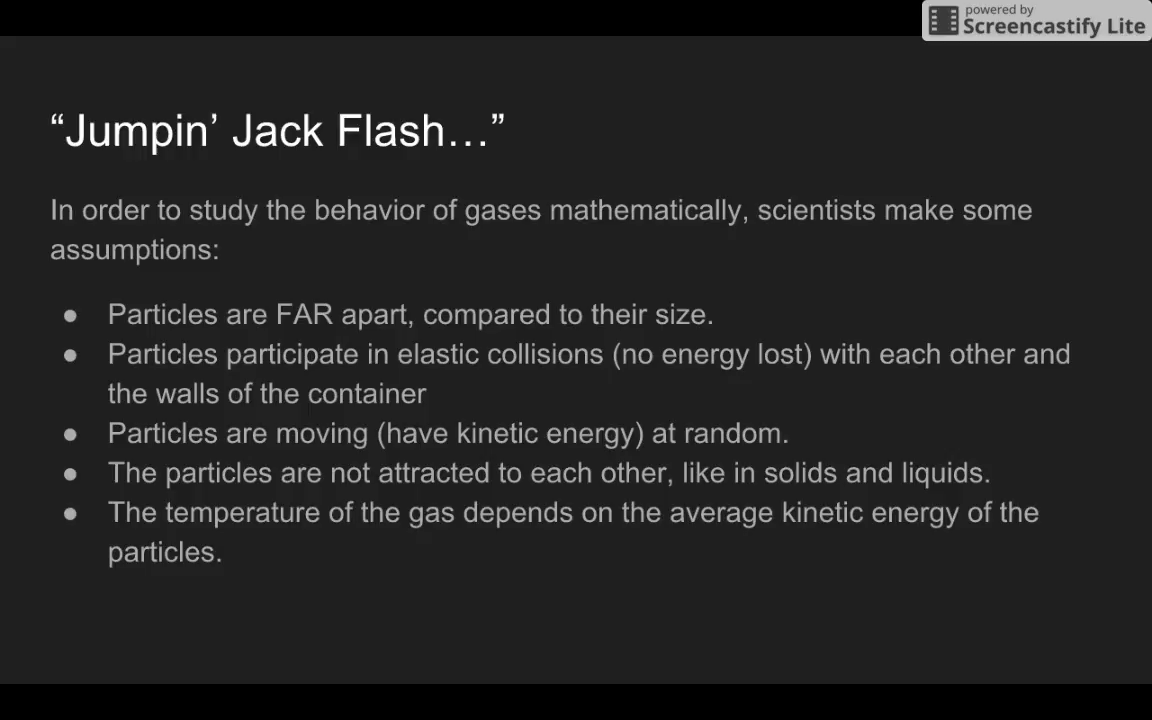 powered by
Screencastify Lite
“Jumpin’ Jack Flash…”
In order to study the behavior of gases mathematically, scientists make some
assumptions:
● Particles are FAR apart, compared to their size.
● Particles participate in elastic collisions (no energy lost) with each other and
the walls of the container
● Particles are moving (have kinetic energy) at random.
● The particles are not attracted to each other, like in solids and liquids.
● The temperature of the gas depends on the average kinetic energy of the
particles.